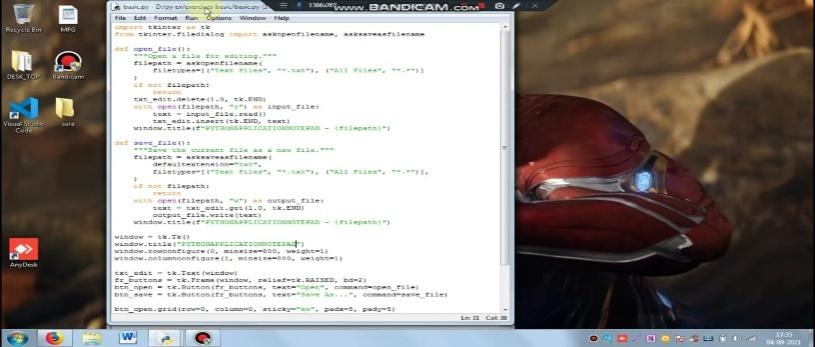 basic.py - D:/py ex/exercises basic/basic.py
1366x768
www.BANDICAM.COM
File Edit Format Run Options Window Help
import tkinter as tk
from tkinter.filedialog import askopenfilename, asksaveasfilename
def open_file():
"""Open a file for editing."""
filepath = askopenfilename(
filetypes=[("Text Files", "*.txt"), ("All Files", "*.*")]
)
if not filepath:
return
txt_edit.delete(1.0, tk.END)
with open(filepath, "r") as input_file:
text = input_file.read()
txt_edit.insert(tk.END, text)
window.title(f"PYTHONAPPLICATIONNOTEPAD - {filepath}")
def save_file():
"""Save the current file as a new file."""
filepath = asksaveasfilename(
defaultextension="txt",
filetypes=[("Text Files", "*.txt"), ("All Files", "*.*")],
)
if not filepath:
return
with open(filepath, "w") as output_file:
text = txt_edit.get(1.0, tk.END)
output_file.write(text)
window.title(f"PYTHONAPPLICATIONNOTEPAD - {filepath}")
window = tk.Tk()
window.title("PYTHONAPPLICATIONNOTEPAD")
window.rowconfigure(0, minsize=800, weight=1)
window.columnconfigure(1, minsize=800, weight=1)
txt_edit = tk.Text(window)
fr_buttons = tk.Frame(window, relief=tk.RAISED, bd=2)
btn_open = tk.Button(fr_buttons, text="Open", command=open_file)
btn_save = tk.Button(fr_buttons, text="Save As...", command=save_file)
btn_open.grid(row=0, column=0, sticky="ew", padx=5, pady=5)
Ln: 31 Col: 38
Recycle Bin
MFG
DESK_TOP
Bandicam
Visual Studio Code
sara
AnyDesk
17:35
04-09-2021